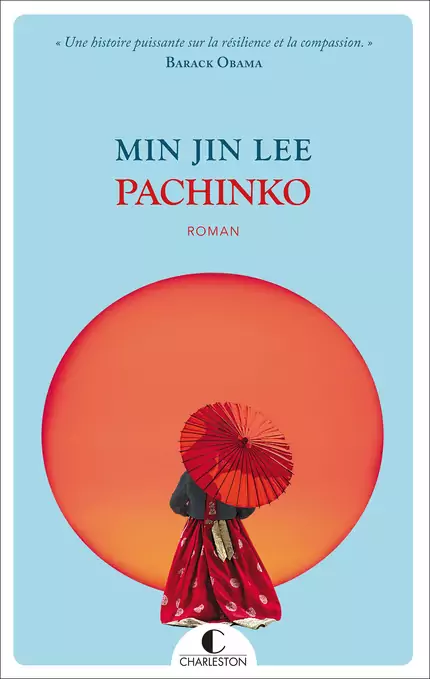 « Une histoire puissante sur la résilience et la compassion. »
BARACK OBAMA
MIN JIN LEE
PACHINKO
ROMAN
C
CHARLESTON